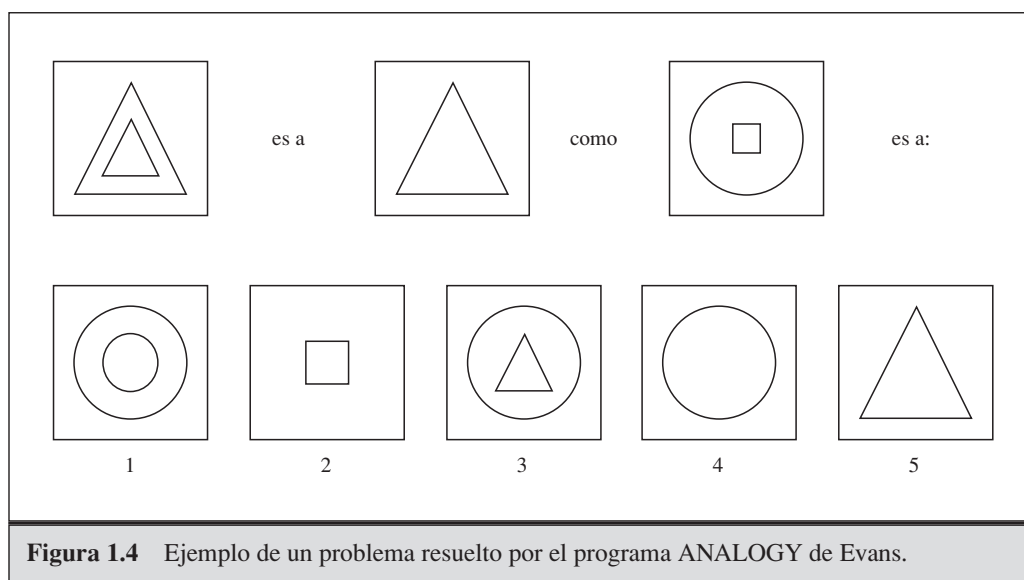 es a como es a:
1 2 3 4 5
Figura 1.4 Ejemplo de un problema resuelto por el programa ANALOGY de Evans.